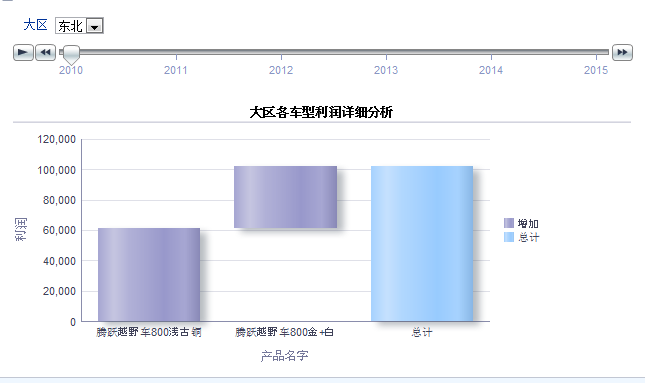 大区 东北
2010 2011 2012 2013 2014 2015
大区各车型利润详细分析
120,000
100,000
80,000
60,000
40,000
20,000
0
利润
增加
总计
腾跃越野车800浅古铜 腾跃越野车800金+白 总计
产品名字